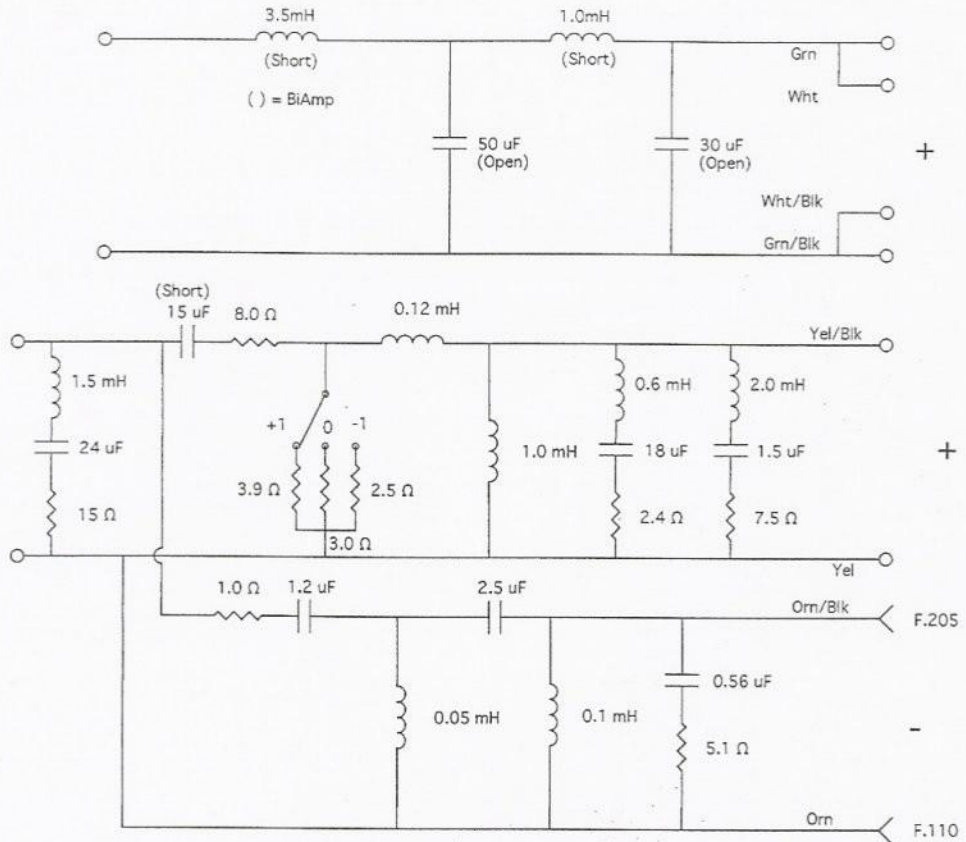 3.5mH
1.0mH
(Short)
(Short)
Grn
( ) = BiAmp
Wht
50 uF
(Open)
30 uF
(Open)
+
Wht/Blk
Grn/Blk
(Short)
15 uF
8.0 Ω
0.12 mH
Yel/Blk
1.5 mH
0.6 mH
2.0 mH
+1
0
-1
24 uF
1.0 mH
18 uF
1.5 uF
+
3.9 Ω
2.5 Ω
15 Ω
2.4 Ω
7.5 Ω
3.0 Ω
Yel
1.0 Ω
1.2 uF
2.5 uF
Orn/Blk
F.205
0.56 uF
0.05 mH
0.1 mH
5.1 Ω
-
Orn
F.110